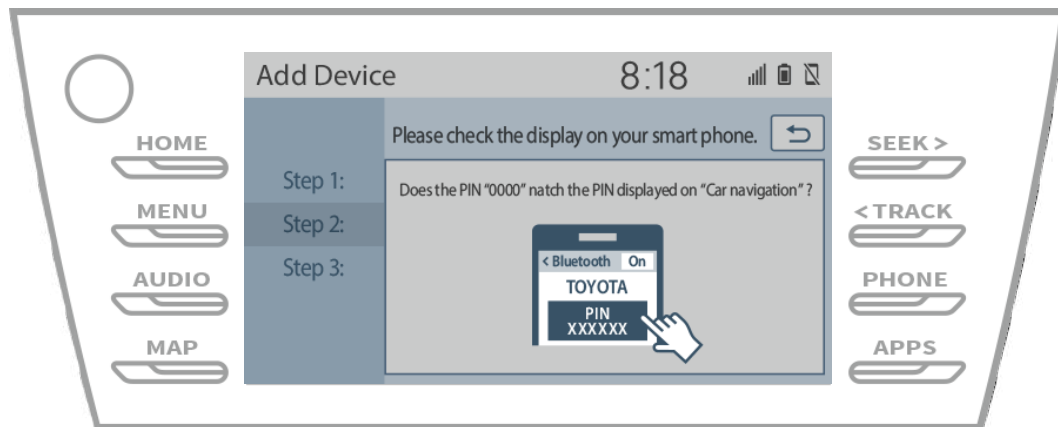 Add Device 8:18
HOME
MENU
AUDIO
MAP
Please check the display on your smart phone.
Step 1:
Step 2:
Step 3:
Does the PIN "0000" natch the PIN displayed on "Car navigation" ?
< Bluetooth On
TOYOTA
PIN
XXXXXX
SEEK >
< TRACK
PHONE
APPS